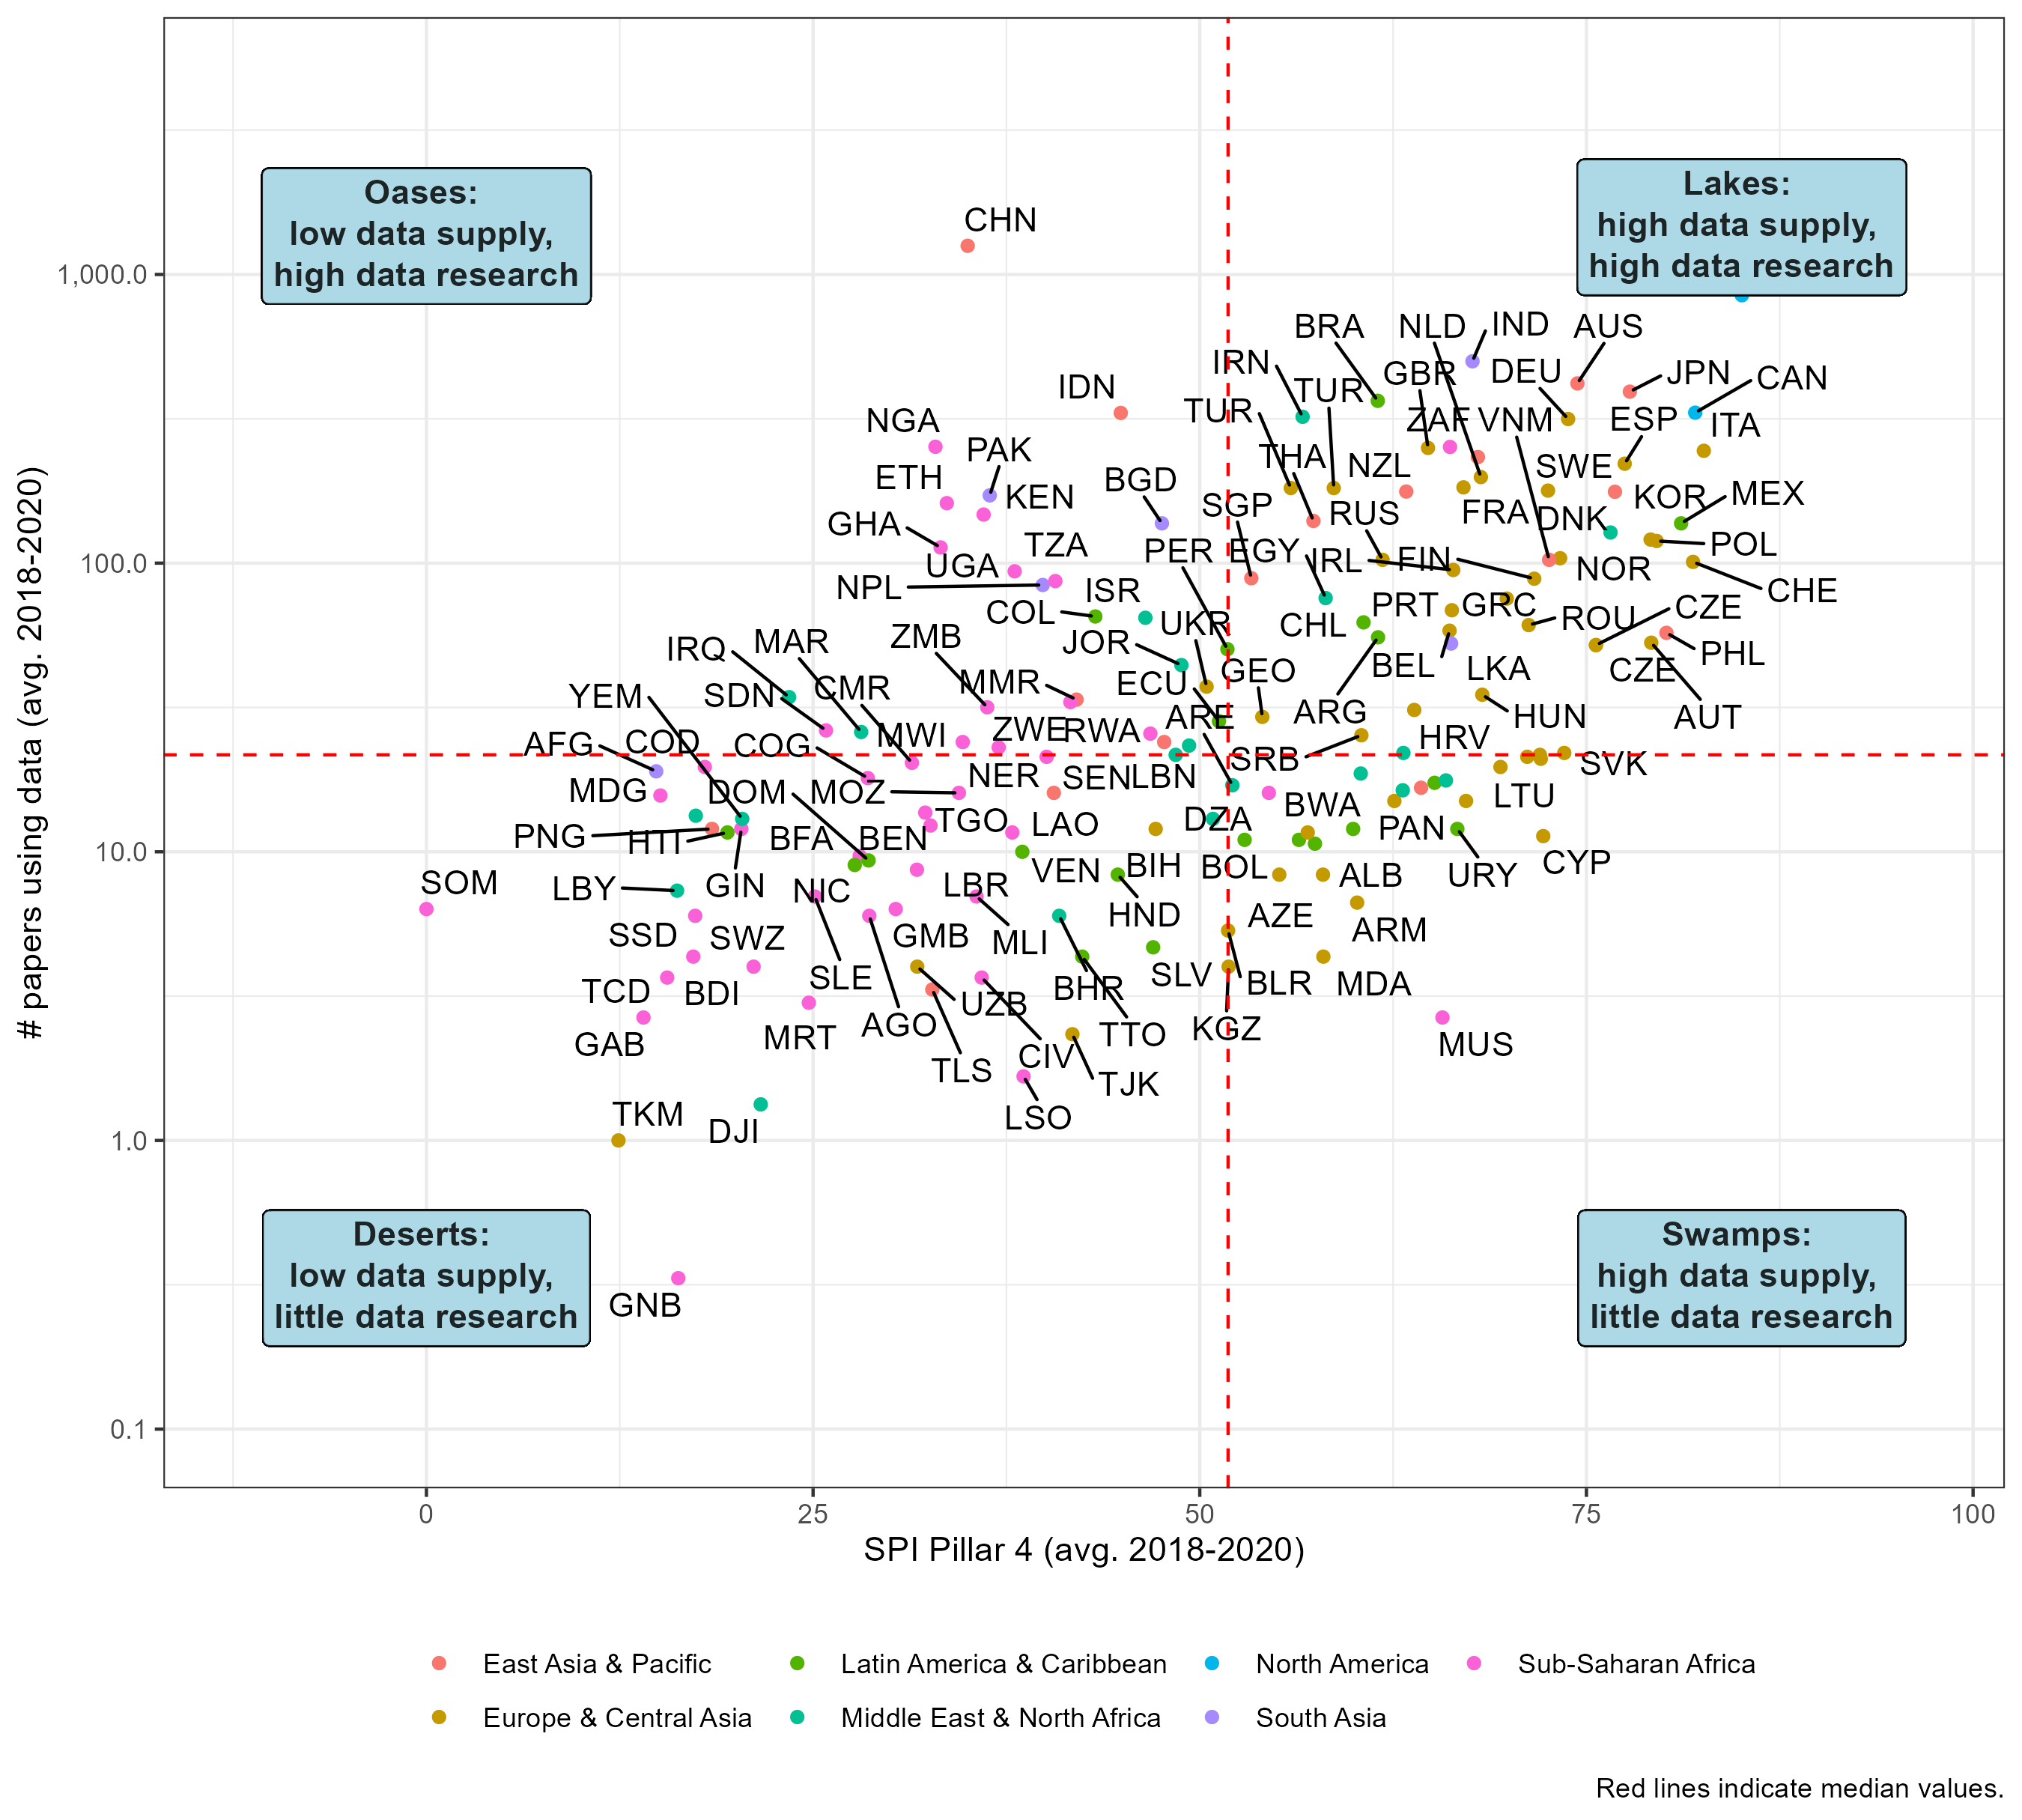 Oases:
low data supply,
high data research
Lakes:
high data supply,
high data research
CHN
1,000.0
BRA
NLD
IND
AUS
IRN
TUR
GBR
DEU
JPN
CAN
IDN
TUR
ZAF
VNM
ESP
ITA
NGA
PAK
THA
NZL
SWE
ETH
KEN
BGD
SGP
RUS
FRA
DNK
KOR
MEX
GHA
TZA
PER
EGY
IRL
FIN
NOR
POL
100.0
UGA
NPL
ISR
COL
CHL
PRT
GRC
ROU
CZE
CHE
IRQ
MAR
ZMB
JOR
UKR
GEO
BEL
LKA
CZE
PHL
YEM
SDN
CMR
MMR
ECU
ARE
ARG
HUN
AUT
AFG
COD
COG
MWI
ZWE
RWA
SRB
HRV
SVK
MDG
DOM
MOZ
NER
SEN
LBN
BWA
LTU
PNG
HTI
BFA
BEN
TGO
LAO
DZA
PAN
10.0
SOM
LBY
GIN
NIC
LBR
VEN
BIH
BOL
ALB
URY
CYP
SSD
SWZ
GMB
MLI
HND
AZE
ARM
TCD
BDI
SLE
UZB
BHR
SLV
BLR
MDA
GAB
MRT
AGO
TLS
CIV
TTO
KGZ
MUS
TJK
TKM
DJI
LSO
1.0
Deserts:
low data supply,
little data research
GNB
Swamps:
high data supply,
little data research
0.1
# papers using data (avg. 2018-2020)
0
25
50
75
100
SPI Pillar 4 (avg. 2018-2020)
East Asia & Pacific
Latin America & Caribbean
North America
Sub-Saharan Africa
Europe & Central Asia
Middle East & North Africa
South Asia
Red lines indicate median values.